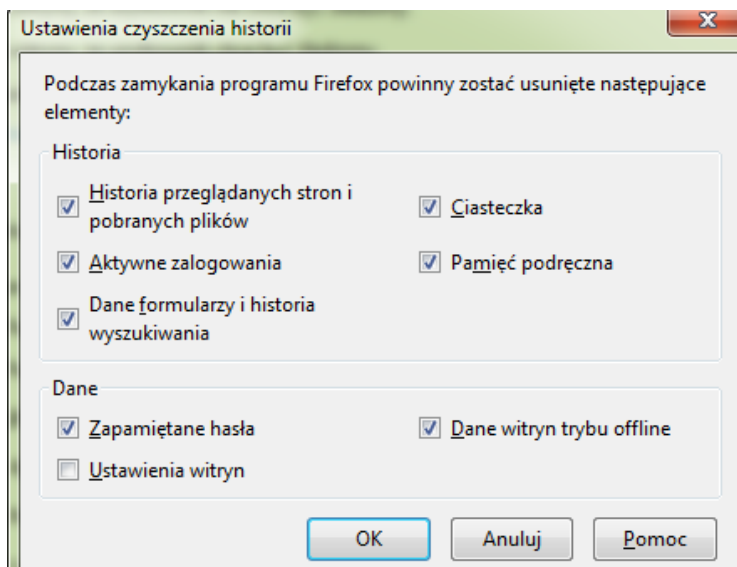 Ustawienia czyszczenia historii
Podczas zamykania programu Firefox powinny zostać usunięte następujące
elementy:
Historia
Historia przeglądanych stron i
pobranych plików
Ciasteczka
Aktywne zalogowania
Pamięć podręczna
Dane formularzy i historia
wyszukiwania
Dane
Zapamiętane hasła
Dane witryn trybu offline
Ustawienia witryn
OK
Anuluj
Pomoc